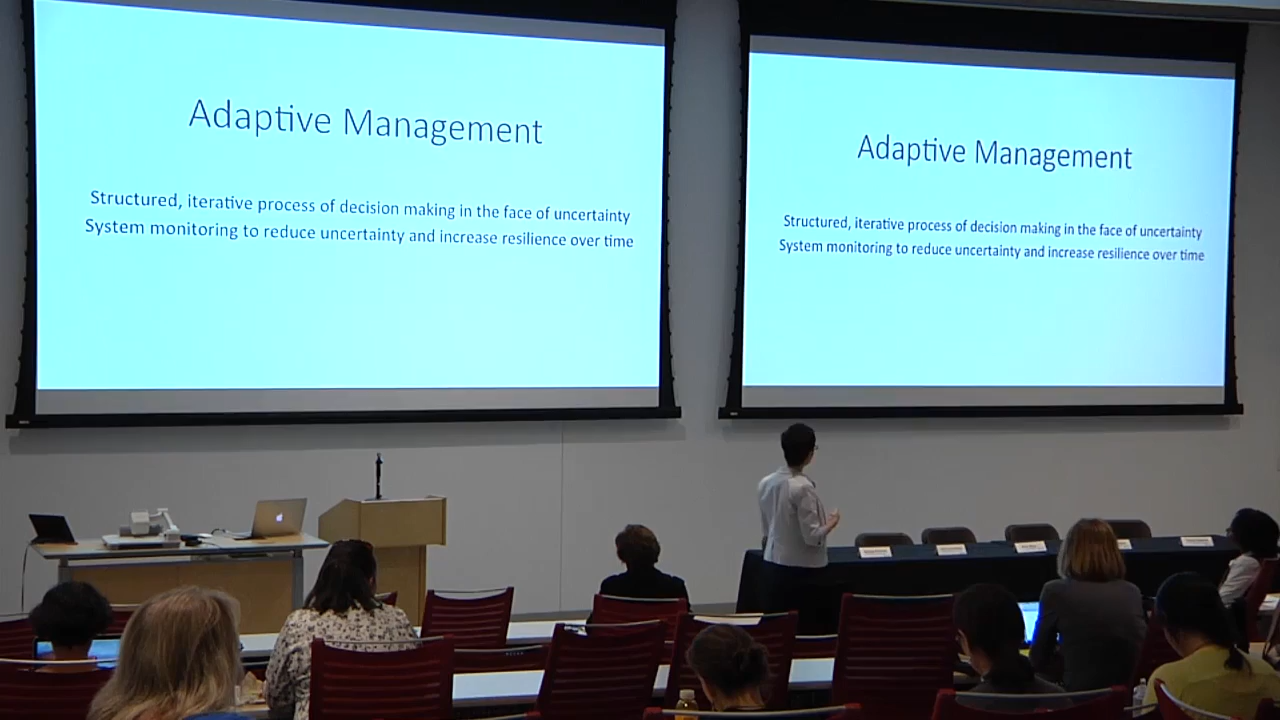 Adaptive Management
Structured, iterative process of decision making in the face of uncertainty
System monitoring to reduce uncertainty and increase resilience over time
Adaptive Management
Structured, iterative process of decision making in the face of uncertainty
System monitoring to reduce uncertainty and increase resilience over time